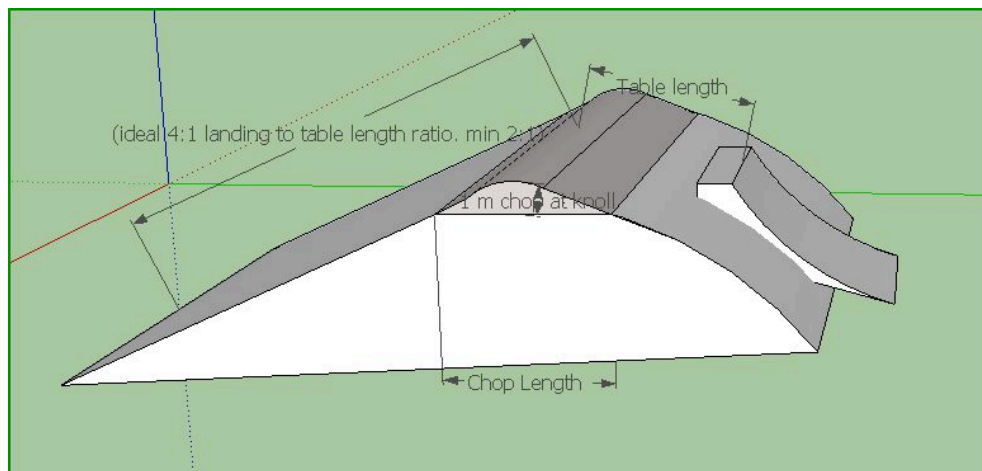 Table length
(ideal 4:1 landing to table length ratio. min 2:1)
1 m chop at knoll
Chop Length